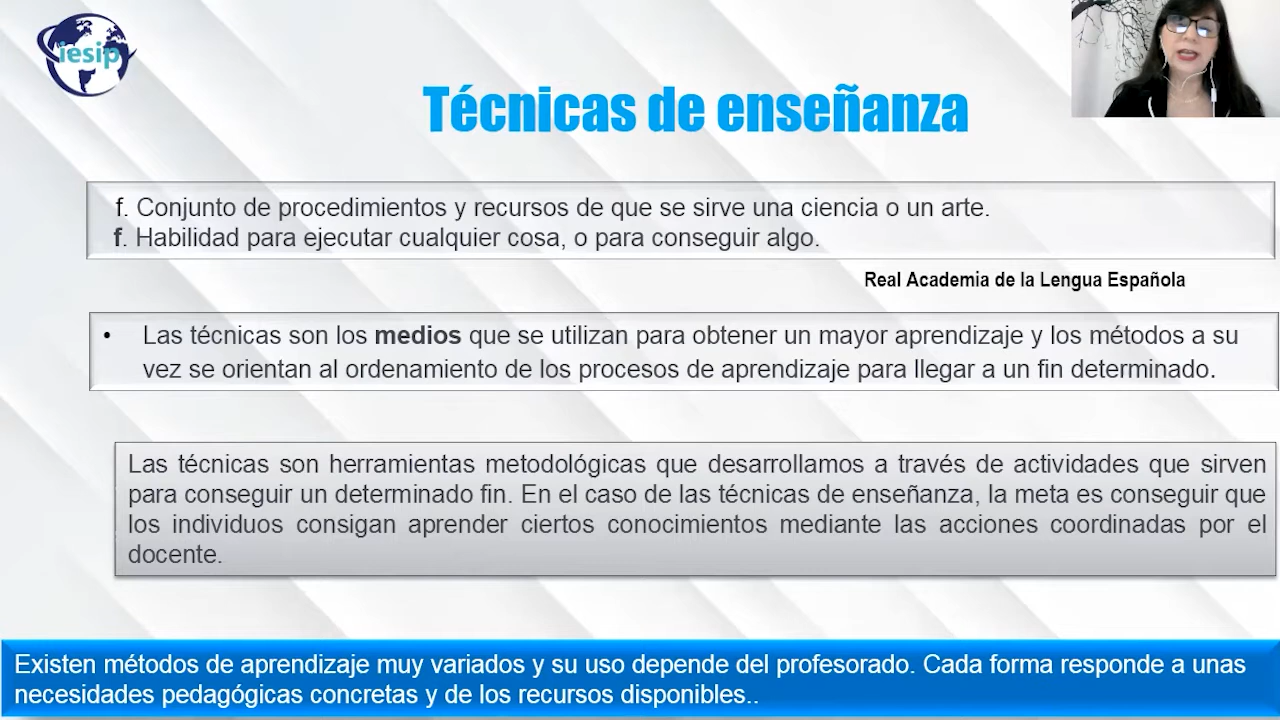 iesip
Técnicas de enseñanza
f. Conjunto de procedimientos y recursos de que se sirve una ciencia o un arte.
f. Habilidad para ejecutar cualquier cosa, o para conseguir algo.
Real Academia de la Lengua Española
• Las técnicas son los medios que se utilizan para obtener un mayor aprendizaje y los métodos a su
vez se orientan al ordenamiento de los procesos de aprendizaje para llegar a un fin determinado.
Las técnicas son herramientas metodológicas que desarrollamos a través de actividades que sirven
para conseguir un determinado fin. En el caso de las técnicas de enseñanza, la meta es conseguir que
los individuos consigan aprender ciertos conocimientos mediante las acciones coordinadas por el
docente.
Existen métodos de aprendizaje muy variados y su uso depende del profesorado. Cada forma responde a unas
necesidades pedagógicas concretas y de los recursos disponibles..